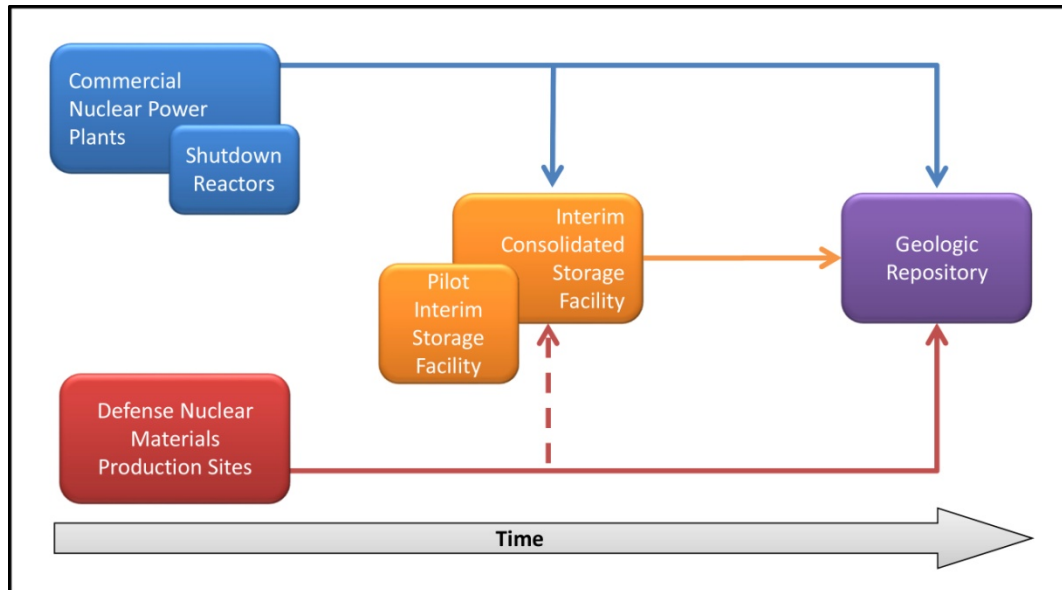 Commercial
Nuclear Power
Plants
Shutdown
Reactors
Interim
Consolidated
Storage
Facility
Pilot
Interim
Storage
Facility
Geologic
Repository
Defense Nuclear
Materials
Production Sites
Time